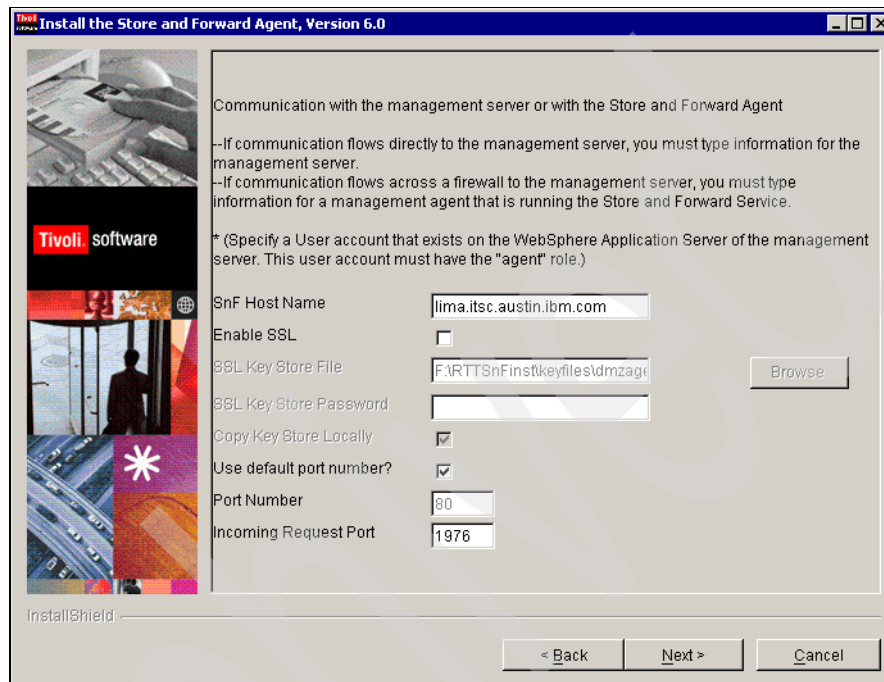 Tivoli software
Install the Store and Forward Agent, Version 6.0
Communication with the management server or with the Store and Forward Agent
--If communication flows directly to the management server, you must type information for the
management server.
--If communication flows across a firewall to the management server, you must type
information for a management agent that is running the Store and Forward Service.
* (Specify a User account that exists on the WebSphere Application Server of the management
server. This user account must have the "agent" role.)
Tivoli. software
SnF Host Name lima.itsc.austin.ibm.com
Enable SSL
SSL Key Store File F:\RTTSnFinst\keyfiles\dmzage Browse
SSL Key Store Password
Copy Key Store Locally
Use default port number?
Port Number 80
Incoming Request Port 1976
InstallShield
< Back Next > Cancel